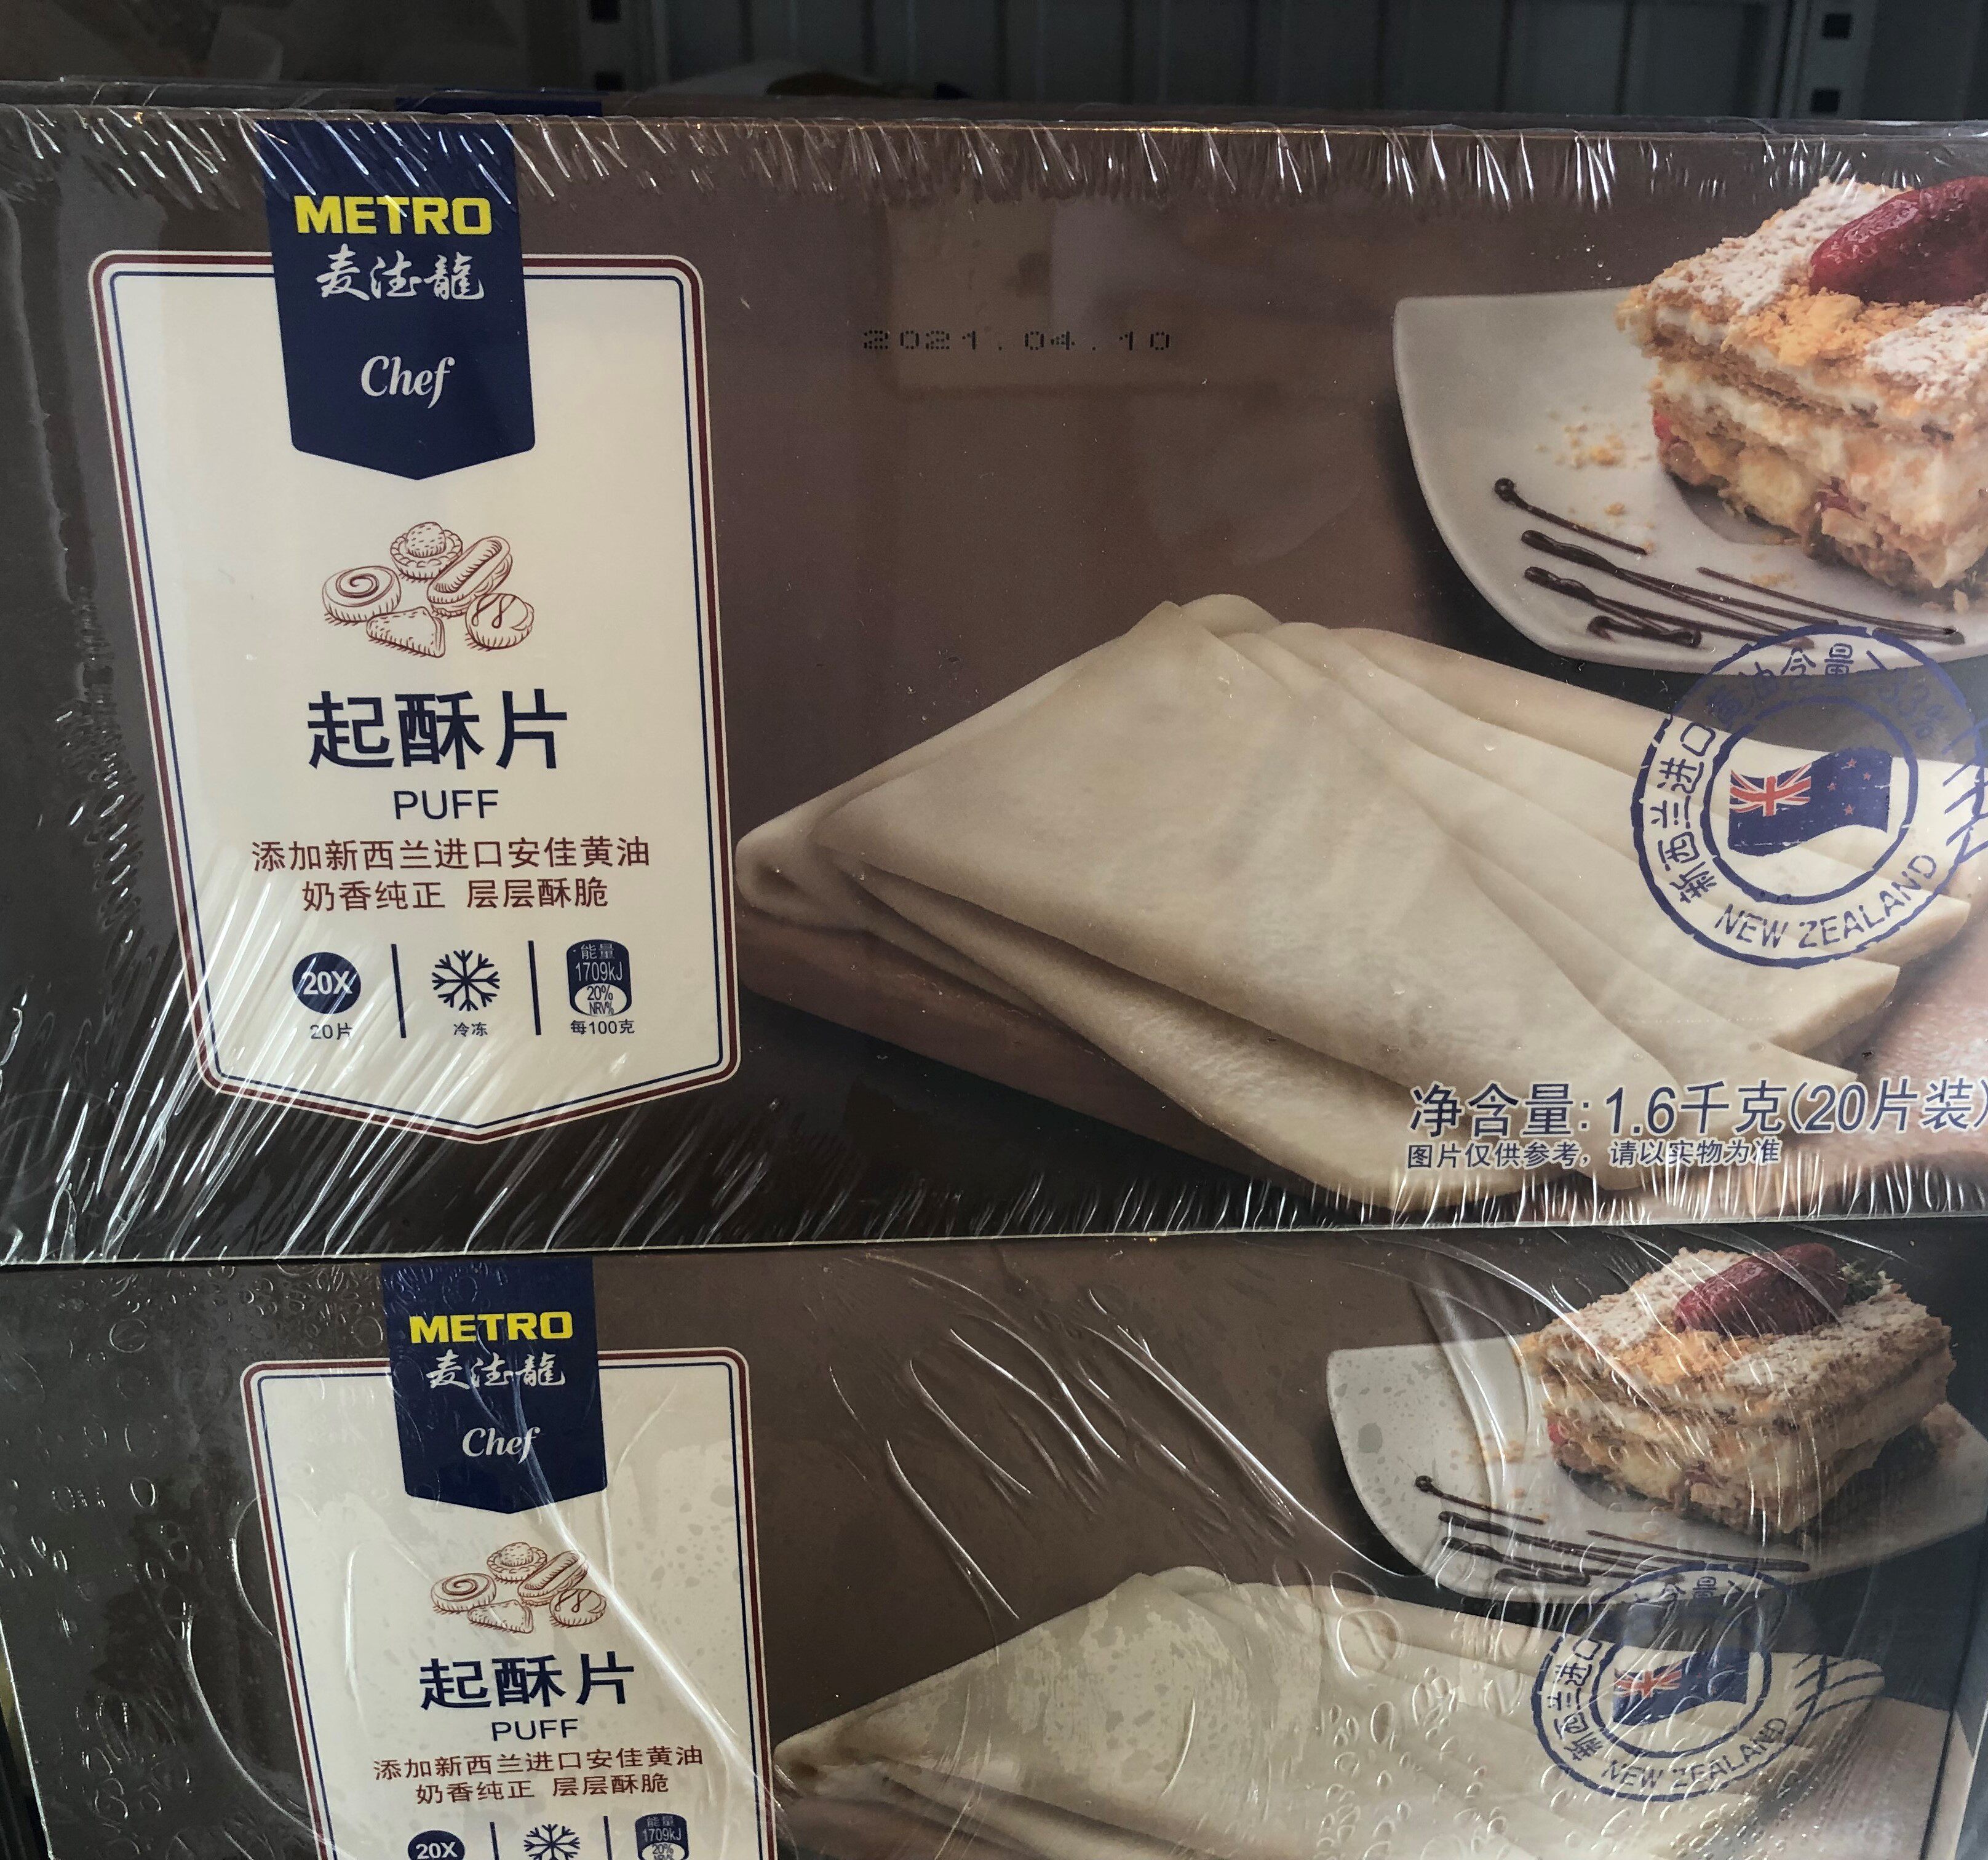 METRO
麦德龍
Chef
2021.04.10
起酥片
PUFF
添加新西兰进口安佳黄油
奶香纯正 层层酥脆
20X
20片
冷冻
能量
1709kJ
20%
NRV%
每100克
新西兰进口黄油含量
NEW ZEALAND
净含量: 1.6千克(20片装)
图片仅供参考，请以实物为准
METRO
麦德龍
Chef
起酥片
PUFF
添加新西兰进口安佳黄油
奶香纯正 层层酥脆
20X
能量
1709kJ
20%
新西兰进口
含量
NEW ZEALAND